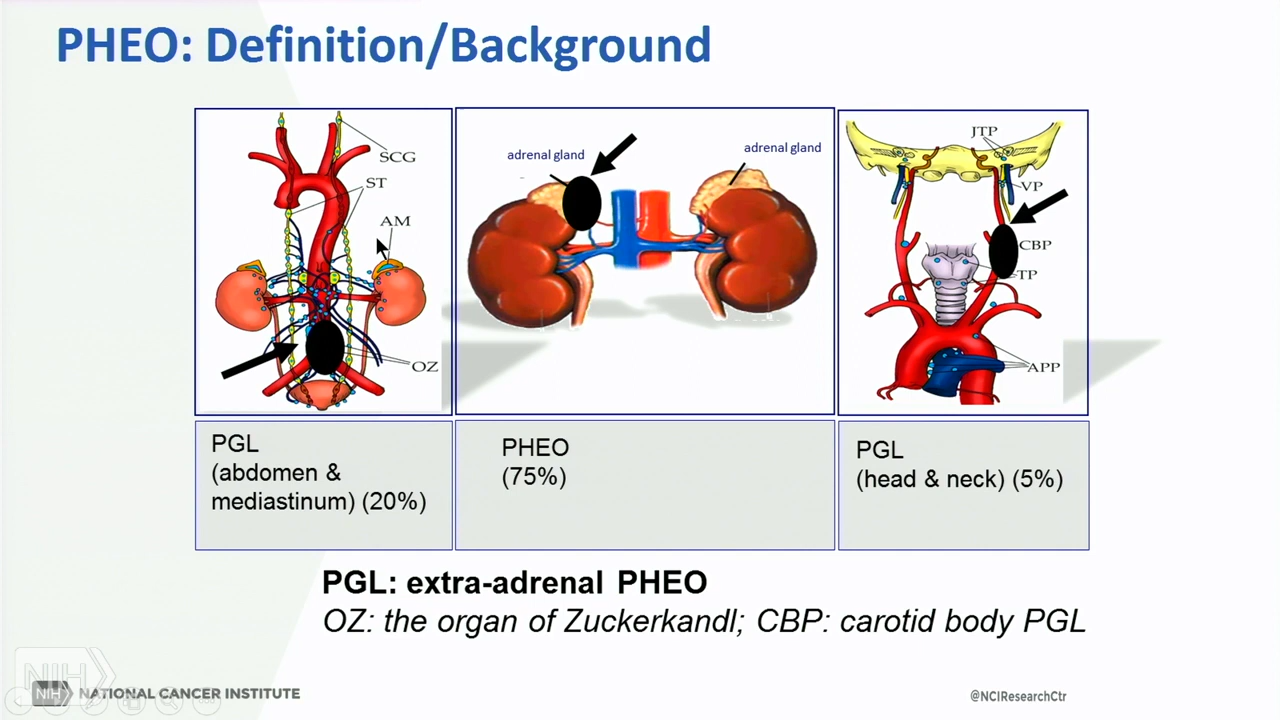 PHEO: Definition/Background
SCG
ST
AM
OZ
adrenal gland
adrenal gland
JTP
VP
CBP
TP
APP
PGL
(abdomen &
mediastinum) (20%)
PHEO
(75%)
PGL
(head & neck) (5%)
PGL: extra-adrenal PHEO
OZ: the organ of Zuckerkandl; CBP: carotid body PGL
NIH
NIH NATIONAL CANCER INSTITUTE
@NCIResearchCtr